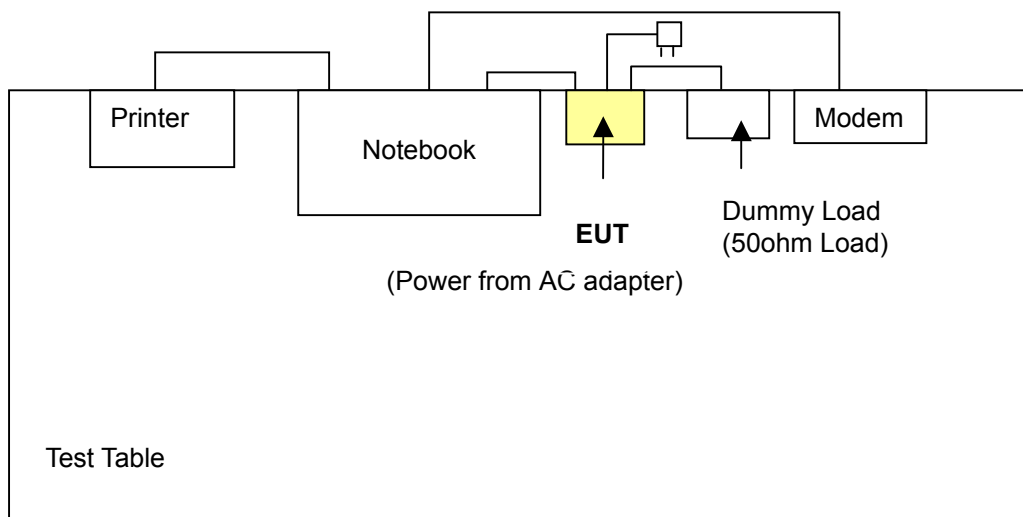 Printer
Notebook
Modem
EUT
(Power from AC adapter)
Dummy Load
(50ohm Load)
Test Table